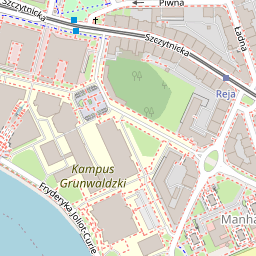 Szczytnicka
Piwna
Szczytnicka
Ładna
Reja
Kampus
Grunwaldzki
Fryderyka Joliot-Curie
Manha